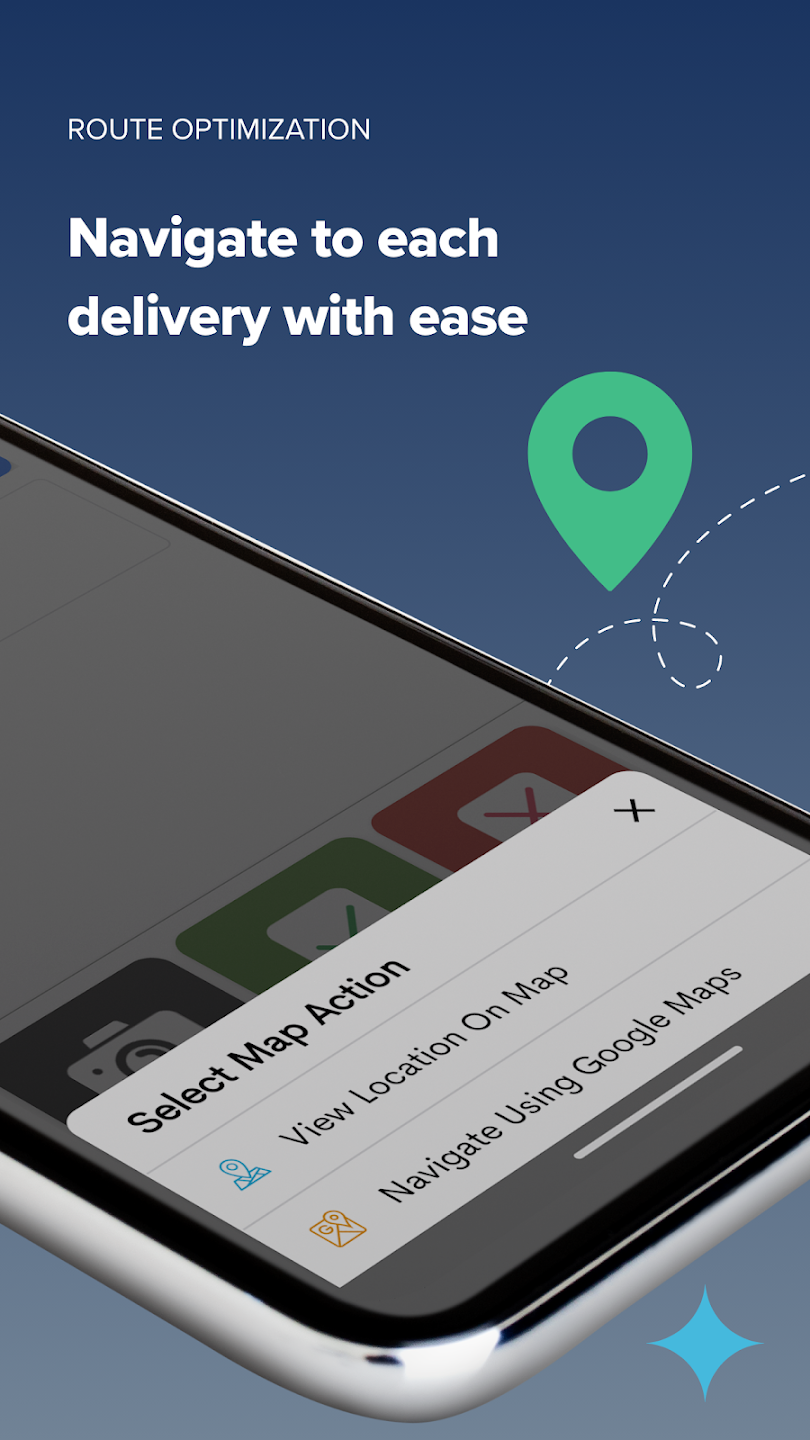 ROUTE OPTIMIZATION
Navigate to each
delivery with ease
Select Map Action
View Location On Map
Navigate Using Google Maps
G